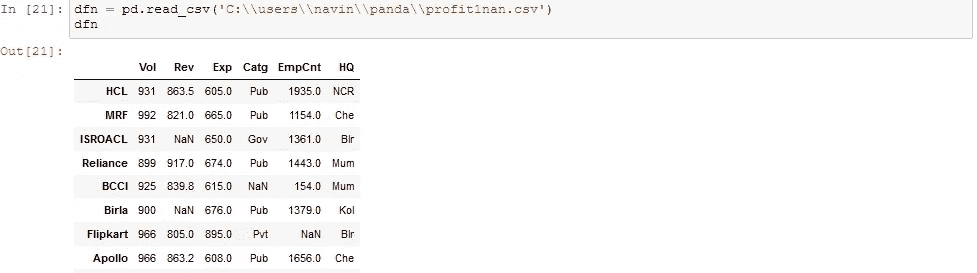 In [21]: dfn = pd.read_csv('C:\\users\\navin\\panda\\profit1nan.csv')
dfn
Out[21]:
Vol Rev Exp Catg EmpCnt HQ
HCL 931 863.5 605.0 Pub 1935.0 NCR
MRF 992 821.0 665.0 Pub 1154.0 Che
ISROACL 931 NaN 650.0 Gov 1361.0 Blr
Reliance 899 917.0 674.0 Pub 1443.0 Mum
BCCI 925 839.8 615.0 NaN 154.0 Mum
Birla 900 NaN 676.0 Pub 1379.0 Kol
Flipkart 966 805.0 895.0 Pvt NaN Blr
Apollo 966 863.2 608.0 Pub 1656.0 Che